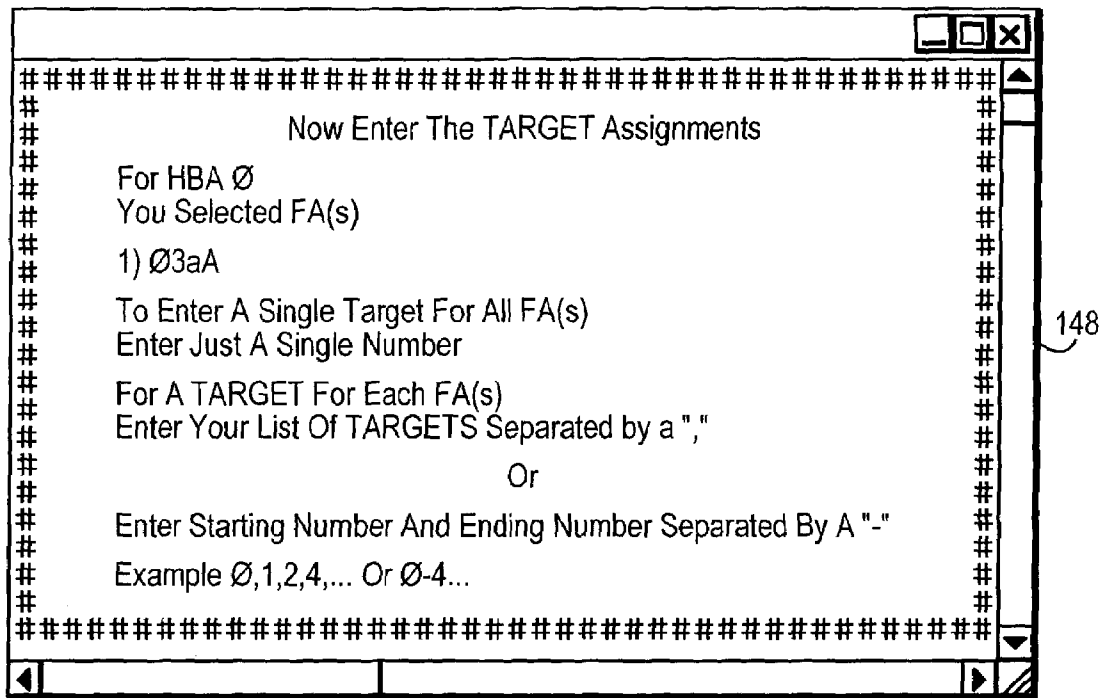 ##########################################
Now Enter The TARGET Assignments
For HBA Ø
You Selected FA(s)
1) Ø3aA
To Enter A Single Target For All FA(s)
Enter Just A Single Number
For A TARGET For Each FA(s)
Enter Your List Of TARGETS Separated by a ","
Or
Enter Starting Number And Ending Number Separated By A "-"
Example Ø,1,2,4,... Or Ø-4...
##########################################
148